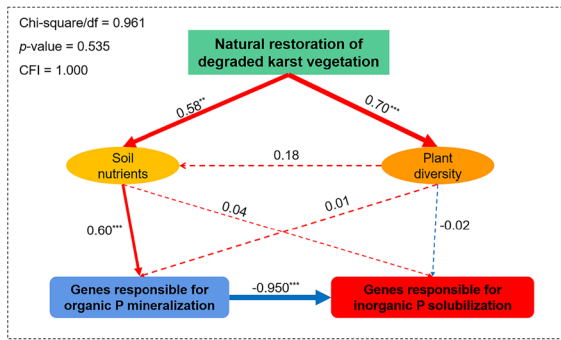 Chi-square/df = 0.961
p-value = 0.535
CFI = 1.000
Natural restoration of
degraded karst vegetation
0.58**
0.70***
Soil
nutrients
0.18
Plant
diversity
0.60***
0.04
0.01
-0.02
Genes responsible for
organic P mineralization
-0.950***
Genes responsible for
inorganic P solubilization